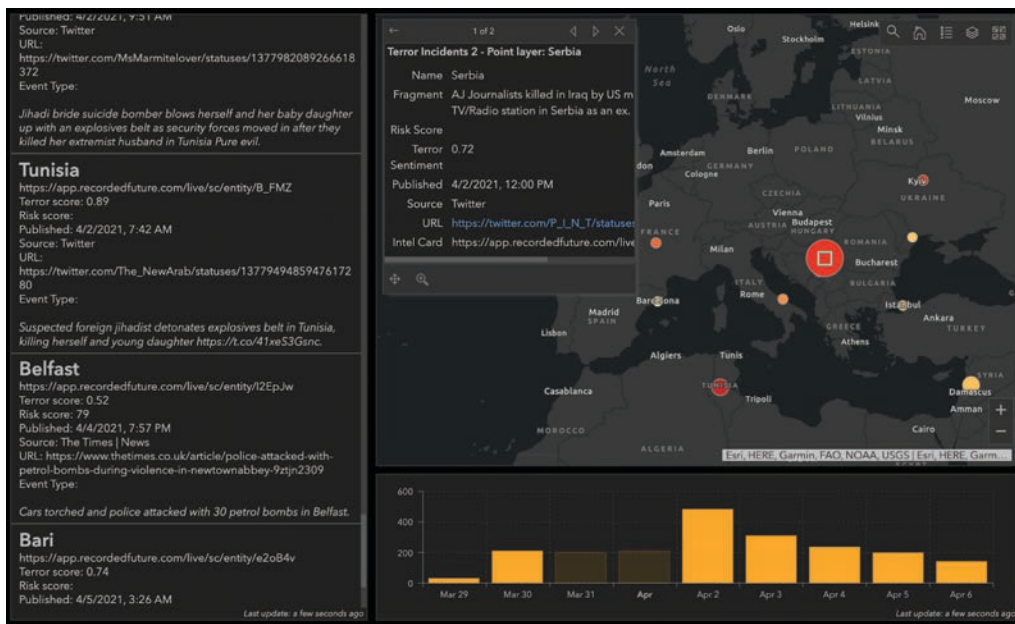 Published: 4/2/2021, 9:51 AM
Source: Twitter
URL:
https://twitter.com/MsMarmitelover/statuses/1377982089266618
372
Event Type:
Jihadi bride suicide bomber blows herself and her baby daughter
up with an explosives belt as security forces moved in after they
killed her extremist husband in Tunisia Pure evil.
Tunisia
https://app.recordedfuture.com/live/sc/entity/B_FMZ
Terror score: 0.89
Risk score:
Published: 4/2/2021, 7:42 AM
Source: Twitter
URL:
https://twitter.com/The_NewArab/statuses/13779494859476172
80
Event Type:
Suspected foreign jihadist detonates explosives belt in Tunisia,
killing herself and young daughter https://t.co/41xeS3Gsnc.
Belfast
https://app.recordedfuture.com/live/sc/entity/I2EpJw
Terror score: 0.52
Risk score: 79
Published: 4/4/2021, 7:57 PM
Source: The Times | News
URL: https://www.thetimes.co.uk/article/police-attacked-with-
petrol-bombs-during-violence-in-newtownabbey-9ztjn2309
Event Type:
Cars torched and police attacked with 30 petrol bombs in Belfast.
Bari
https://app.recordedfuture.com/live/sc/entity/e2oB4v
Terror score: 0.74
Risk score:
Published: 4/5/2021, 3:26 AM
Last update: a few seconds ago
1 of 2
Terror Incidents 2 - Point layer: Serbia
Name Serbia
Fragment AJ Journalists killed in Iraq by US m
TV/Radio station in Serbia as an ex.
Risk Score
Terror 0.72
Sentiment
Published 4/2/2021, 12:00 PM
Source Twitter
URL https://twitter.com/P_I_N_T/statuses
Intel Card https://app.recordedfuture.com/live
Oslo
Helsink
Stockholm
ESTONIA
North
Sea
LATVIA
DENMARK
Moscow
LITHUANIA
Vilnius
Minsk
BELARUS
Amsterdam
Berlin
POLAND
don
GERMANY
Cologne
Kyiv
UKRAINE
CZECHIA
Paris
Vienna
AUSTRIA
Budapest
HUNGARY
FRANCE
Milan
ROMANIA
Bucharest
ITALY
BULGARIA
Rome
Barcelona
Istanbul
Madrid
SPAIN
Ankara
TURKEY
GREECE
Lisbon
Athens
Algiers
Tunis
SYRIA
TUNISIA
Damascus
Casablanca
Tripoli
Amman
MOROCCO
Cairo
ALGERIA
Esri, HERE, Garmin, FAO, NOAA, USGS | Esri, HERE, Garm...
600
400
200
0
Mar 29
Mar 30
Mar 31
Apr
Apr 2
Apr 3
Apr 4
Apr 5
Apr 6
Last update: a few seconds ago